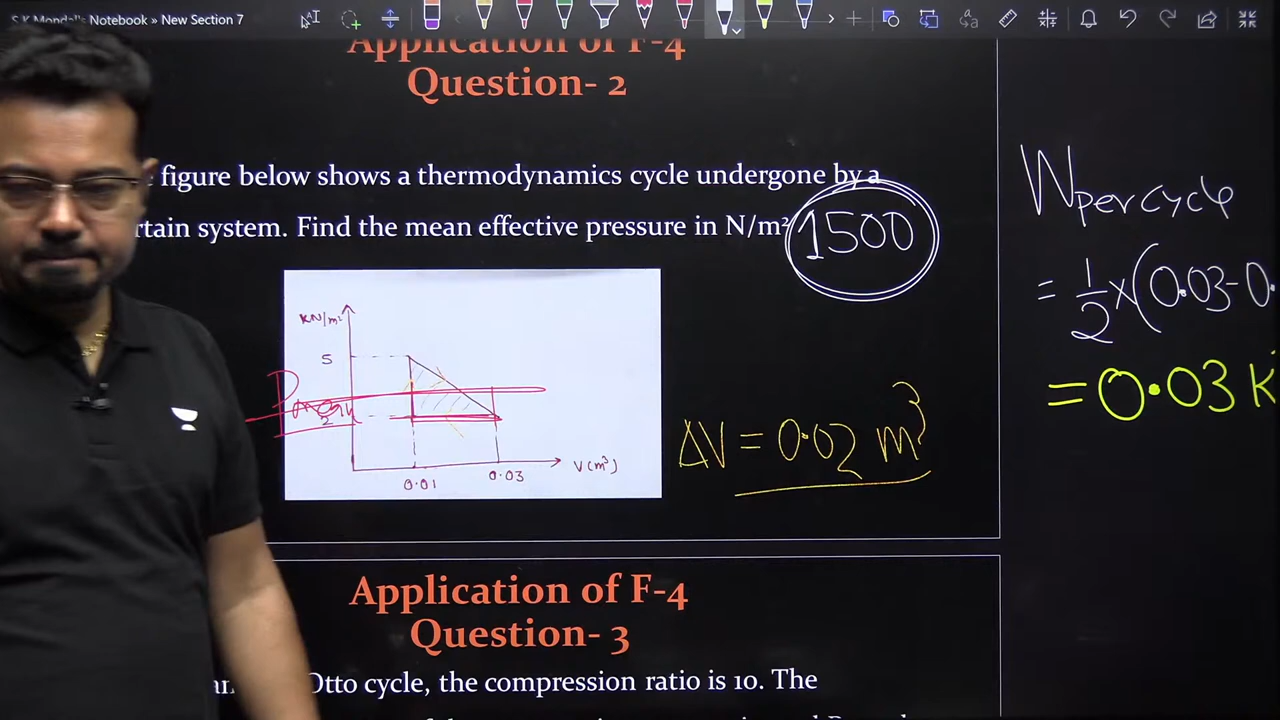 S K Mondal's Notebook » New Section 7
Application of F-4
Question- 2
figure below shows a thermodynamics cycle undergone by a
rtain system. Find the mean effective pressure in N/m²
1500
KN/m²
5
2
0.01
0.03
V(m³)
ΔV = 0.02 m³
Wper cycle
= 1/2 × (0.03-0.
= 0.03 K
Application of F-4
Question- 3
Otto cycle, the compression ratio is 10. The